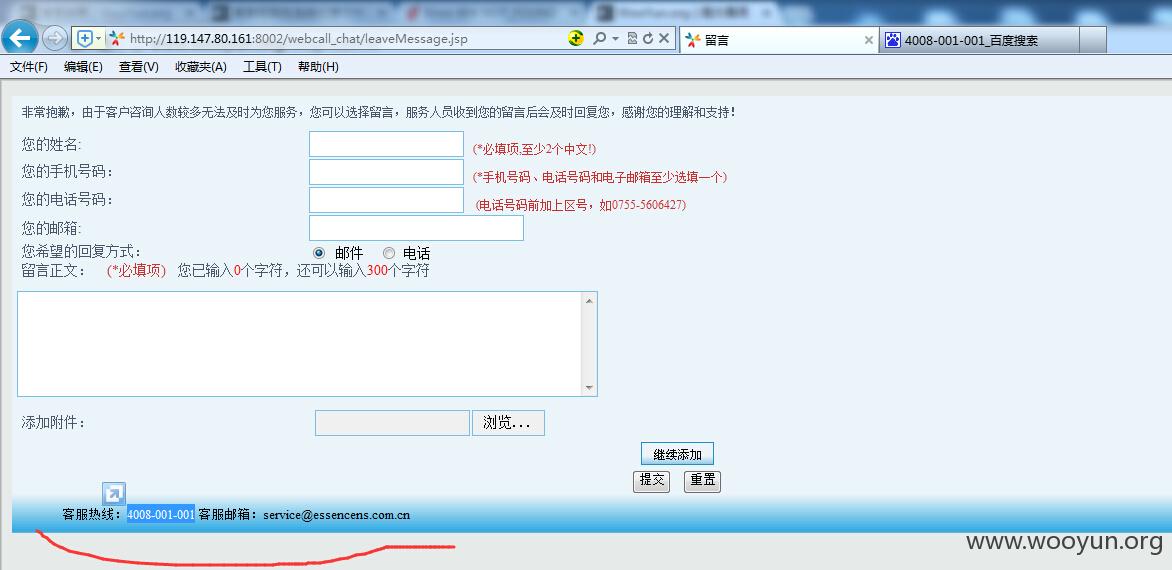 http://119.147.80.161:8002/webcall_chat/leaveMessage.jsp
留言
4008-001-001_百度搜索
文件(F) 编辑(E) 查看(V) 收藏夹(A) 工具(T) 帮助(H)
非常抱歉，由于客户咨询人数较多无法及时为您服务，您可以选择留言，服务人员收到您的留言后会及时回复您，感谢您的理解和支持！
您的姓名:
(*必填项,至少2个中文!)
您的手机号码:
(*手机号码、电话号码和电子邮箱至少选填一个)
您的电话号码:
(电话号码前加上区号，如0755-5606427)
您的邮箱:
您希望的回复方式:
邮件 电话
留言正文： (*必填项) 您已输入0个字符，还可以输入300个字符
添加附件:
浏览...
继续添加
提交 重置
客服热线：4008-001-001 客服邮箱：service@essencens.com.cn
www.wooyun.org